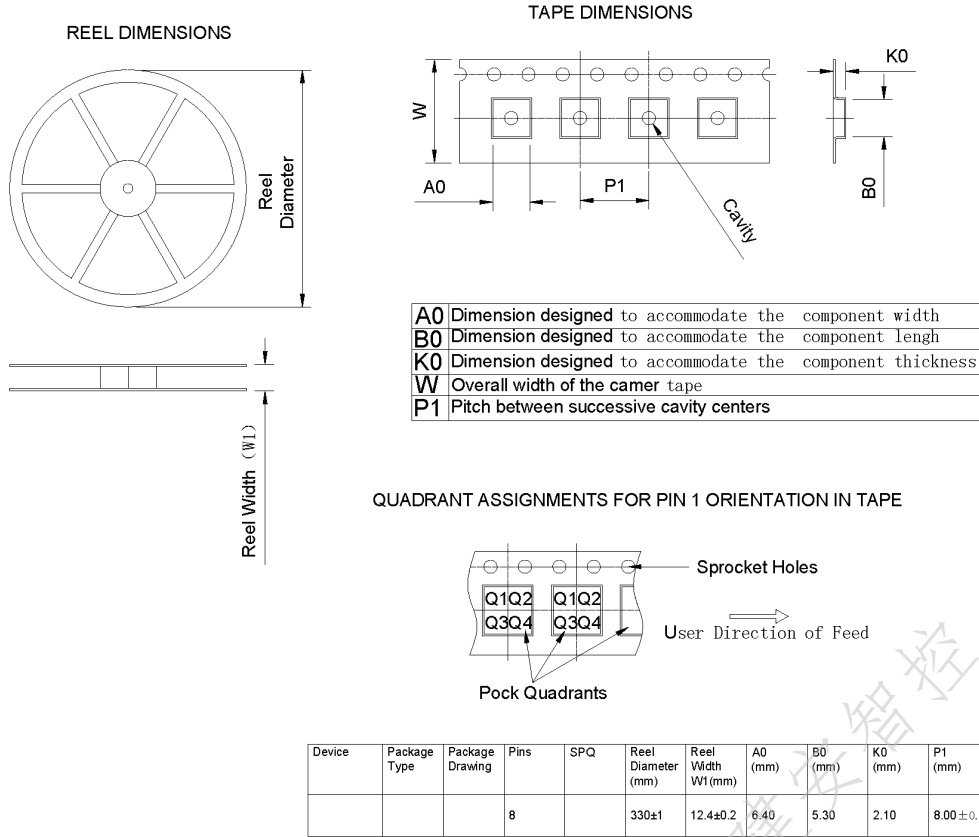 REEL DIMENSIONS
TAPE DIMENSIONS
Reel
Diameter
Reel Width (W1)
W
A0
P1
Cavity
K0
B0
A0 Dimension designed to accommodate the component width
B0 Dimension designed to accommodate the component lengh
K0 Dimension designed to accommodate the component thickness
W Overall width of the camer tape
P1 Pitch between successive cavity centers
QUADRANT ASSIGNMENTS FOR PIN 1 ORIENTATION IN TAPE
Sprocket Holes
Q1Q2 Q1Q2
Q3Q4 Q3Q4
User Direction of Feed
Pock Quadrants
Device Package Package Pins SPQ Reel Reel A0 B0 K0 P1
Type Drawing Diameter Width (mm) (mm) (mm) (mm)
(mm) W1(mm)
8 330±1 12.4±0.2 6.40 5.30 2.10 8.00±
安智控